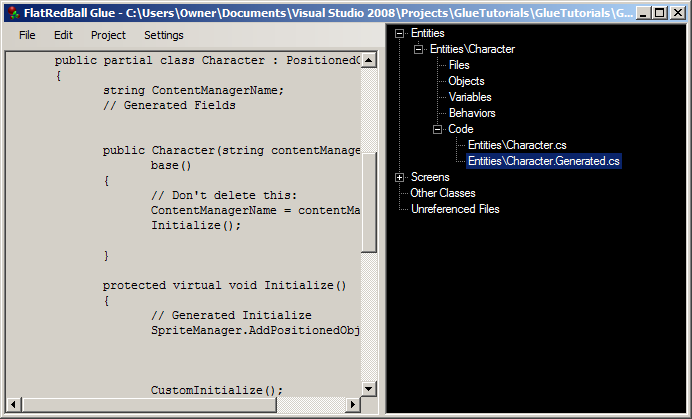 FlatRedBall Glue - C:\Users\Owner\Documents\Visual Studio 2008\Projects\GlueTutorials\GlueTutorials\G...
File Edit Project Settings
public partial class Character : PositionedO
{
string ContentManagerName;
// Generated Fields
public Character(string contentManage
base()
{
// Don't delete this:
ContentManagerName = contentMa
Initialize();
}
protected virtual void Initialize()
{
// Generated Initialize
SpriteManager.AddPositionedObj
CustomInitialize();
Entities
Entities\Character
Files
Objects
Variables
Behaviors
Code
Entities\Character.cs
Entities\Character.Generated.cs
Screens
Other Classes
Unreferenced Files